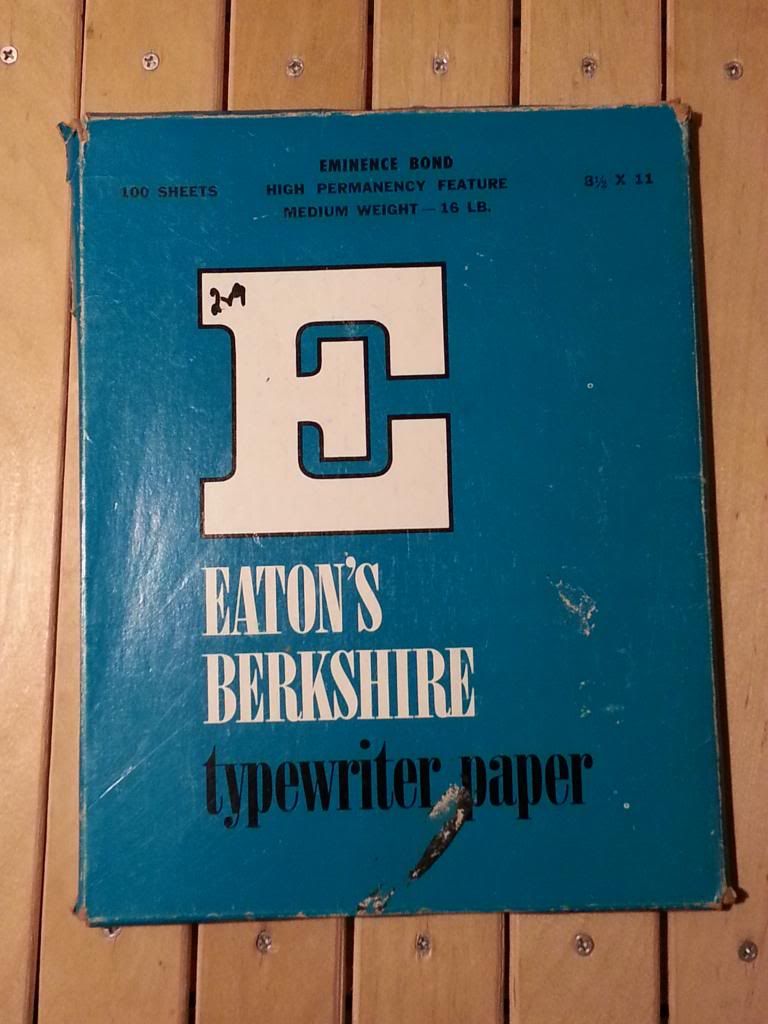 EMINENCE BOND
100 SHEETS HIGH PERMANENCY FEATURE 8½ X 11
MEDIUM WEIGHT — 16 LB.
E
EATON'S
BERKSHIRE
typewriter paper